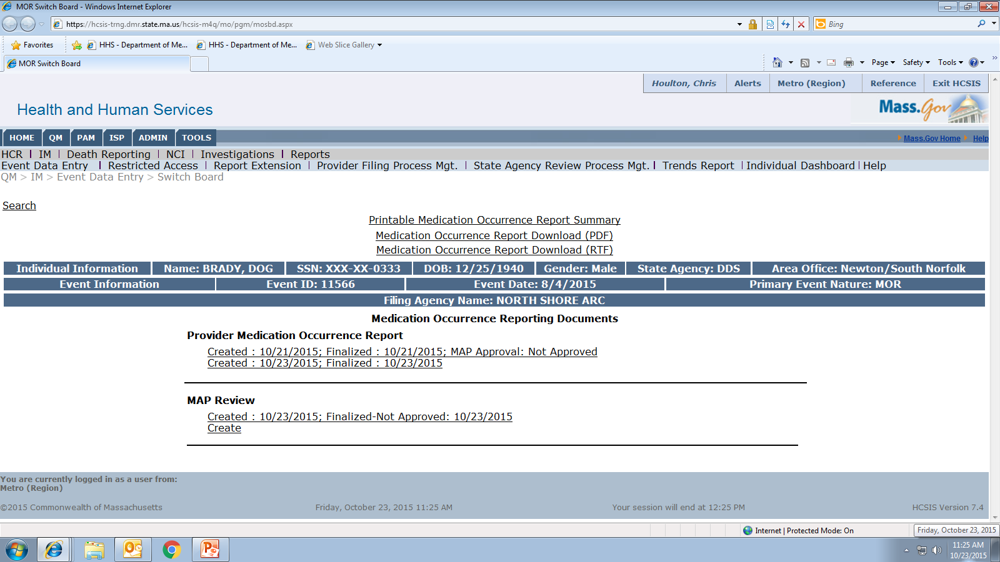 MOR Switch Board - Windows Internet Explorer
https://hcsis-trng.dmr.state.ma.us/hcsis-m4q/mo/pgm/mosbd.aspx
Bing
Favorites HHS - Department of Me... HHS - Department of Me... Web Slice Gallery
MOR Switch Board
Page Safety Tools
Houlton, Chris Alerts Metro (Region) Reference Exit HCSIS
Health and Human Services
Mass.Gov
HOME QM PAM ISP ADMIN TOOLS
Mass.Gov Home Help
HCR | IM | Death Reporting | NCI | Investigations | Reports
Event Data Entry | Restricted Access | Report Extension | Provider Filing Process Mgt. | State Agency Review Process Mgt. | Trends Report | Individual Dashboard | Help
QM > IM > Event Data Entry > Switch Board
Search
Printable Medication Occurrence Report Summary
Medication Occurrence Report Download (PDF)
Medication Occurrence Report Download (RTF)
Individual Information Name: BRADY, DOG SSN: XXX-XX-0333 DOB: 12/25/1940 Gender: Male State Agency: DDS Area Office: Newton/South Norfolk
Event Information Event ID: 11566 Event Date: 8/4/2015 Primary Event Nature: MOR
Filing Agency Name: NORTH SHORE ARC
Medication Occurrence Reporting Documents
Provider Medication Occurrence Report
Created : 10/21/2015; Finalized : 10/21/2015; MAP Approval: Not Approved
Created : 10/23/2015; Finalized : 10/23/2015
MAP Review
Created : 10/23/2015; Finalized-Not Approved: 10/23/2015
Create
You are currently logged in as a user from:
Metro (Region)
©2015 Commonwealth of Massachusetts Friday, October 23, 2015 11:25 AM Your session will end at 12:25 PM HCSIS Version 7.4
Internet | Protected Mode: On
Friday, October 23, 2015
11:25 AM
10/23/2015